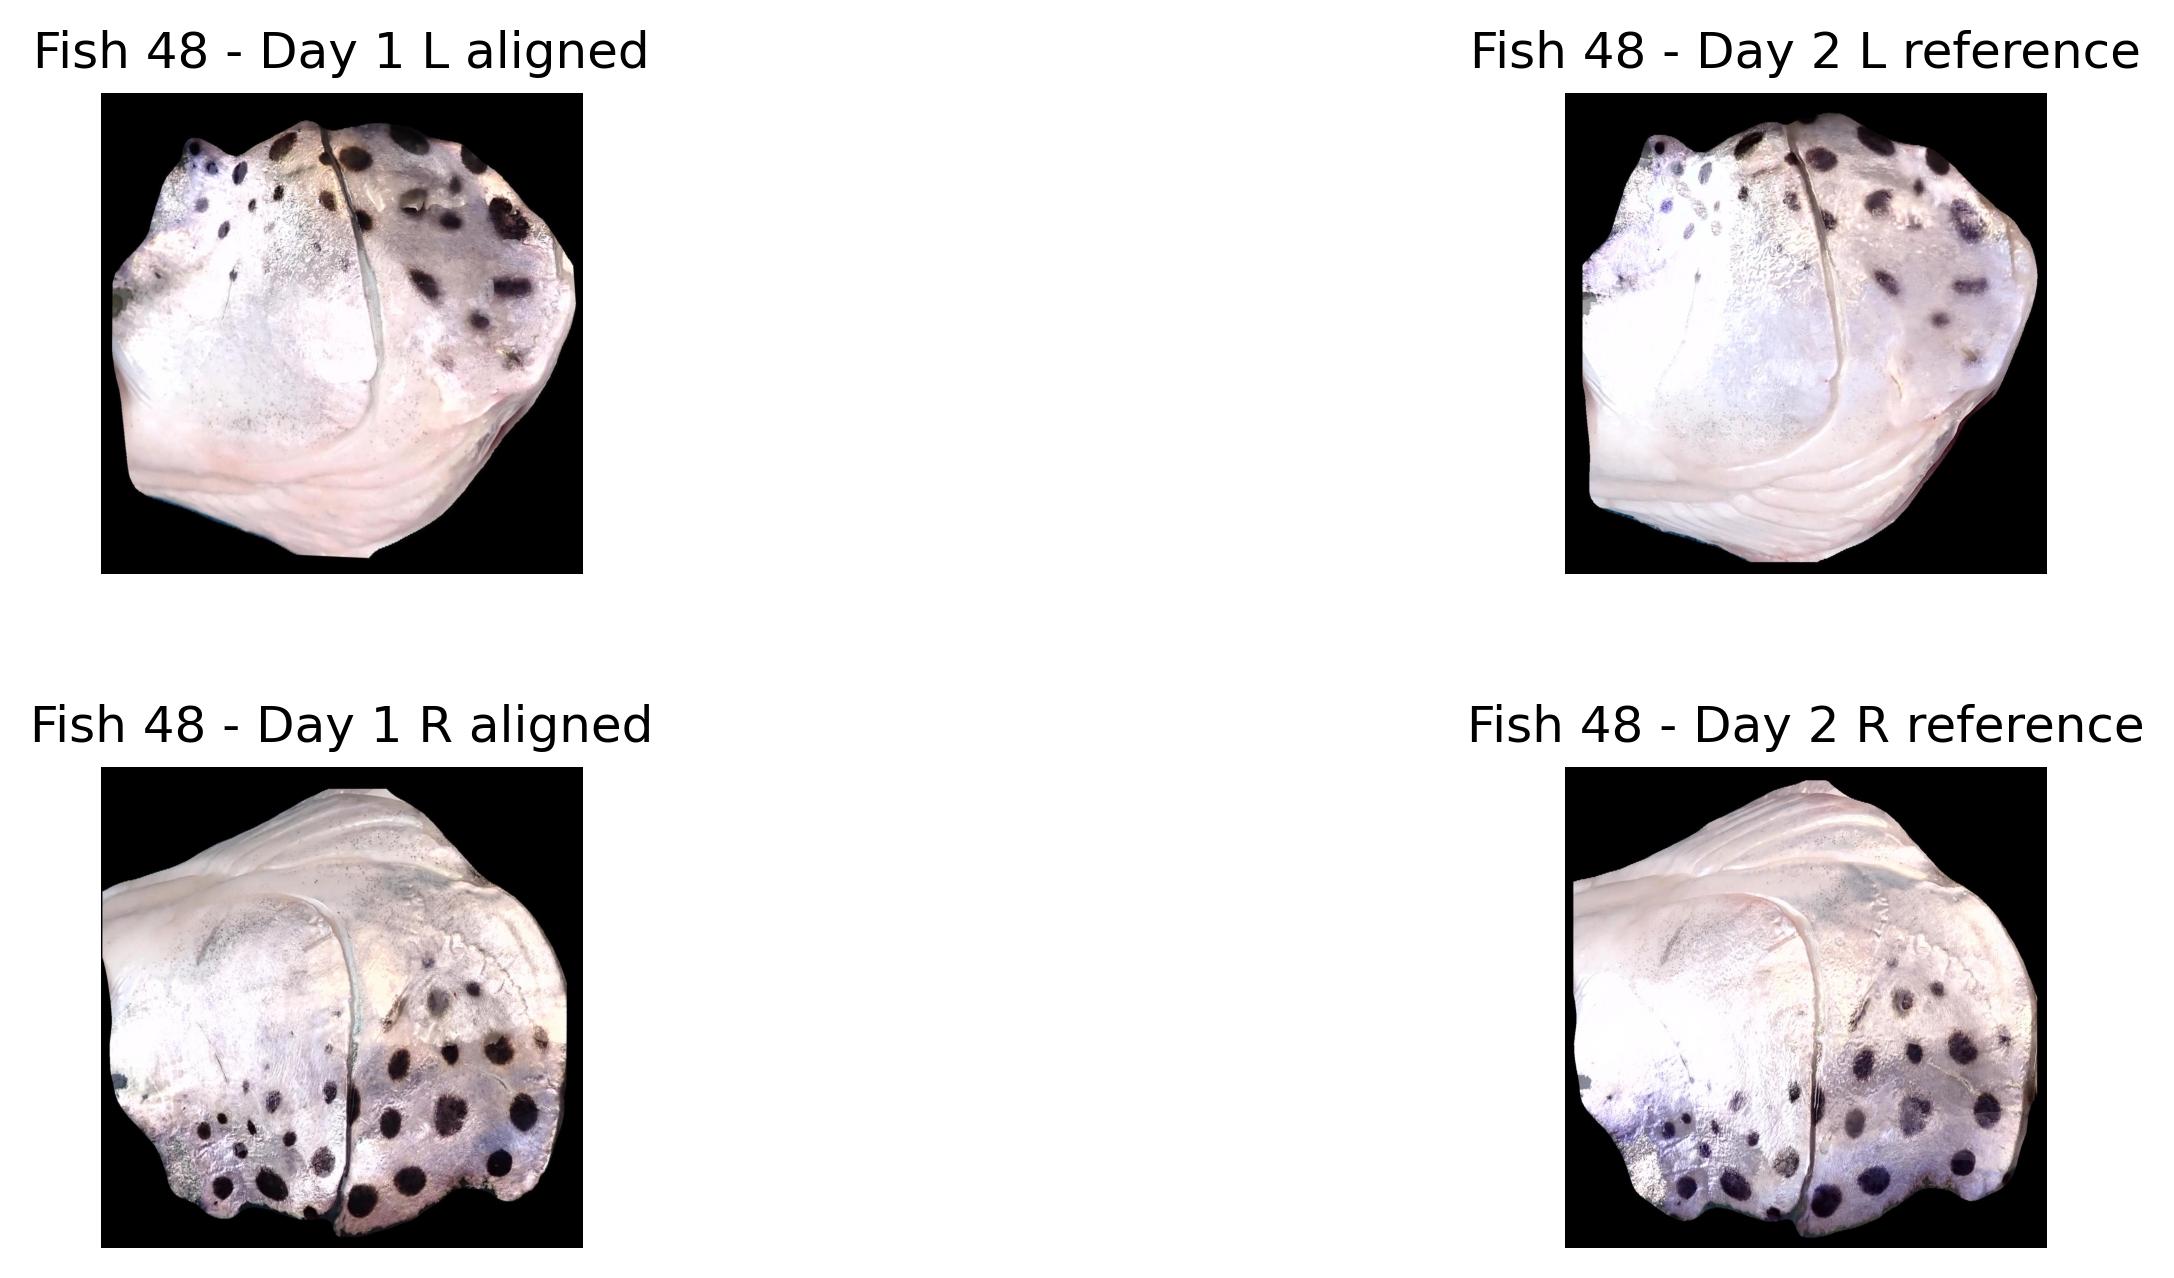 Fish 48 - Day 1 L aligned
Fish 48 - Day 2 L reference
Fish 48 - Day 1 R aligned
Fish 48 - Day 2 R reference